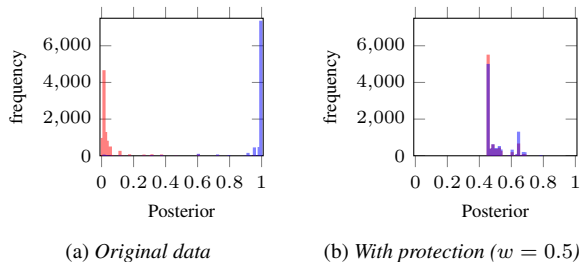 frequency
6,000
4,000
2,000
0
0 0.2 0.4 0.6 0.8 1
Posterior
(a) Original data
frequency
6,000
4,000
2,000
0
0 0.2 0.4 0.6 0.8 1
Posterior
(b) With protection (w = 0.5)